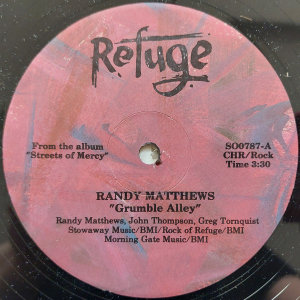 Refuge
From the album
"Streets of Mercy"
SO0787-A
CHR/Rock
Time 3:30
RANDY MATTHEWS
"Grumble Alley"
Randy Matthews, John Thompson, Greg Tornquist
Stowaway Music/BMI/Rock of Refuge/BMI
Morning Gate Music/BMI